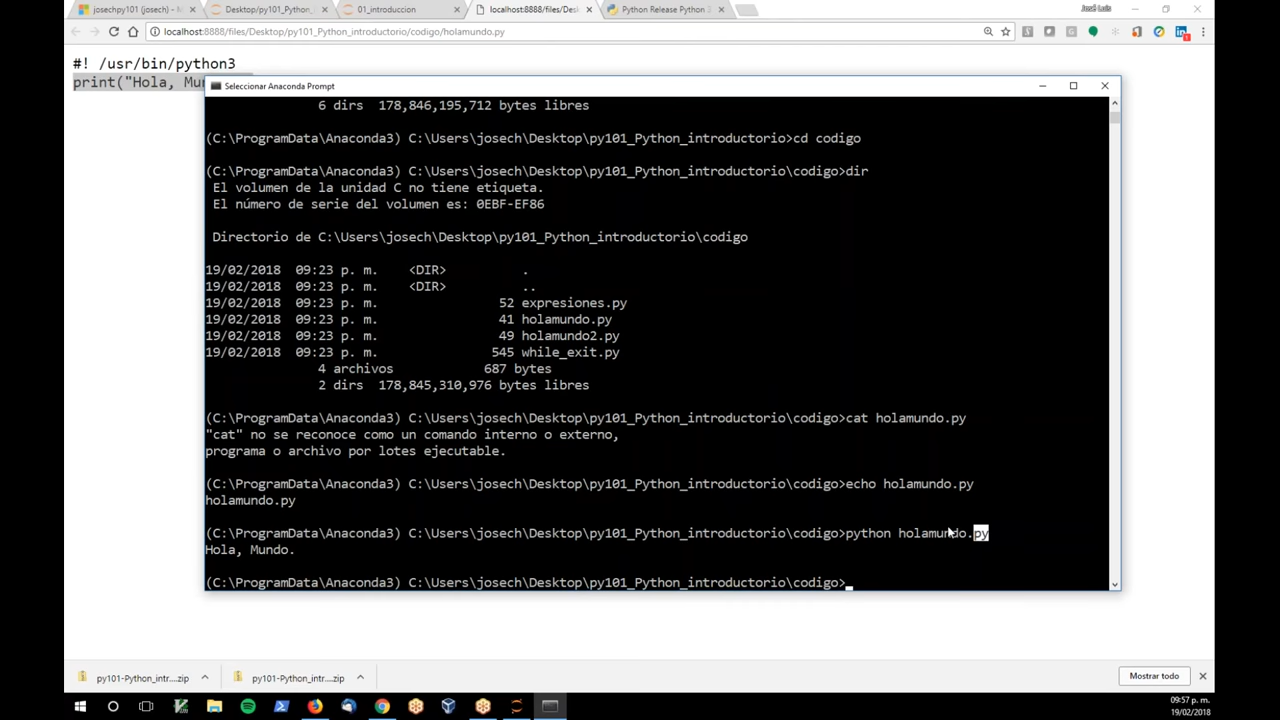 josechpy101 (josech) - M
Desktop/py101_Python_
01_introduccion
localhost:8888/files/Des
Python Release Python 3
José Luis
localhost:8888/files/Desktop/py101_Python_introductorio/codigo/holamundo.py
#! /usr/bin/python3
print("Hola, Mun
Seleccionar Anaconda Prompt
6 dirs 178,846,195,712 bytes libres
(C:\ProgramData\Anaconda3) C:\Users\josech\Desktop\py101_Python_introductorio>cd codigo
(C:\ProgramData\Anaconda3) C:\Users\josech\Desktop\py101_Python_introductorio\codigo>dir
El volumen de la unidad C no tiene etiqueta.
El número de serie del volumen es: 0EBF-EF86
Directorio de C:\Users\josech\Desktop\py101_Python_introductorio\codigo
19/02/2018 09:23 p. m. <DIR> .
19/02/2018 09:23 p. m. <DIR> ..
19/02/2018 09:23 p. m. 52 expresiones.py
19/02/2018 09:23 p. m. 41 holamundo.py
19/02/2018 09:23 p. m. 49 holamundo2.py
19/02/2018 09:23 p. m. 545 while_exit.py
4 archivos 687 bytes
2 dirs 178,845,310,976 bytes libres
(C:\ProgramData\Anaconda3) C:\Users\josech\Desktop\py101_Python_introductorio\codigo>cat holamundo.py
"cat" no se reconoce como un comando interno o externo,
programa o archivo por lotes ejecutable.
(C:\ProgramData\Anaconda3) C:\Users\josech\Desktop\py101_Python_introductorio\codigo>echo holamundo.py
holamundo.py
(C:\ProgramData\Anaconda3) C:\Users\josech\Desktop\py101_Python_introductorio\codigo>python holamundo.py
Hola, Mundo.
(C:\ProgramData\Anaconda3) C:\Users\josech\Desktop\py101_Python_introductorio\codigo>
py101-Python_intr....zip
py101-Python_intr....zip
Mostrar todo
09:57 p. m.
19/02/2018